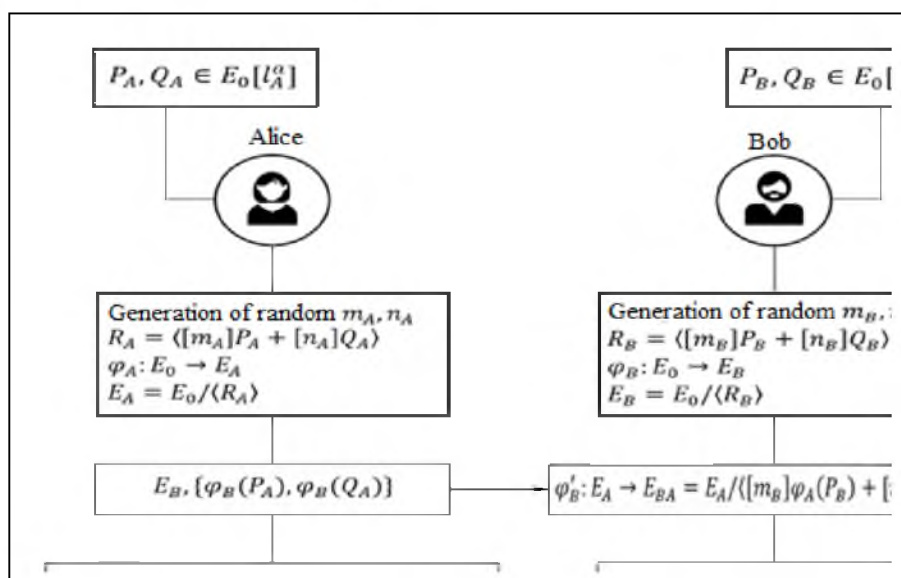 P_A, Q_A ∈ E_0[l_A^a]
P_B, Q_B ∈ E_0[
Alice
Bob
Generation of random m_A, n_A
R_A = ⟨[m_A]P_A + [n_A]Q_A⟩
φ_A: E_0 → E_A
E_A = E_0/⟨R_A⟩
Generation of random m_B,
R_B = ⟨[m_B]P_B + [n_B]Q_B⟩
φ_B: E_0 → E_B
E_B = E_0/⟨R_B⟩
E_B, {φ_B(P_A), φ_B(Q_A)}
φ'_B: E_A → E_BA = E_A/⟨[m_B]φ_A(P_B) + [